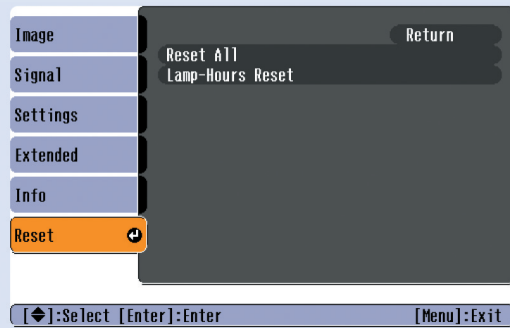 Image
Signal
Settings
Extended
Info
Reset
Return
Reset All
Lamp-Hours Reset
[◆]:Select [Enter]:Enter [Menu]:Exit